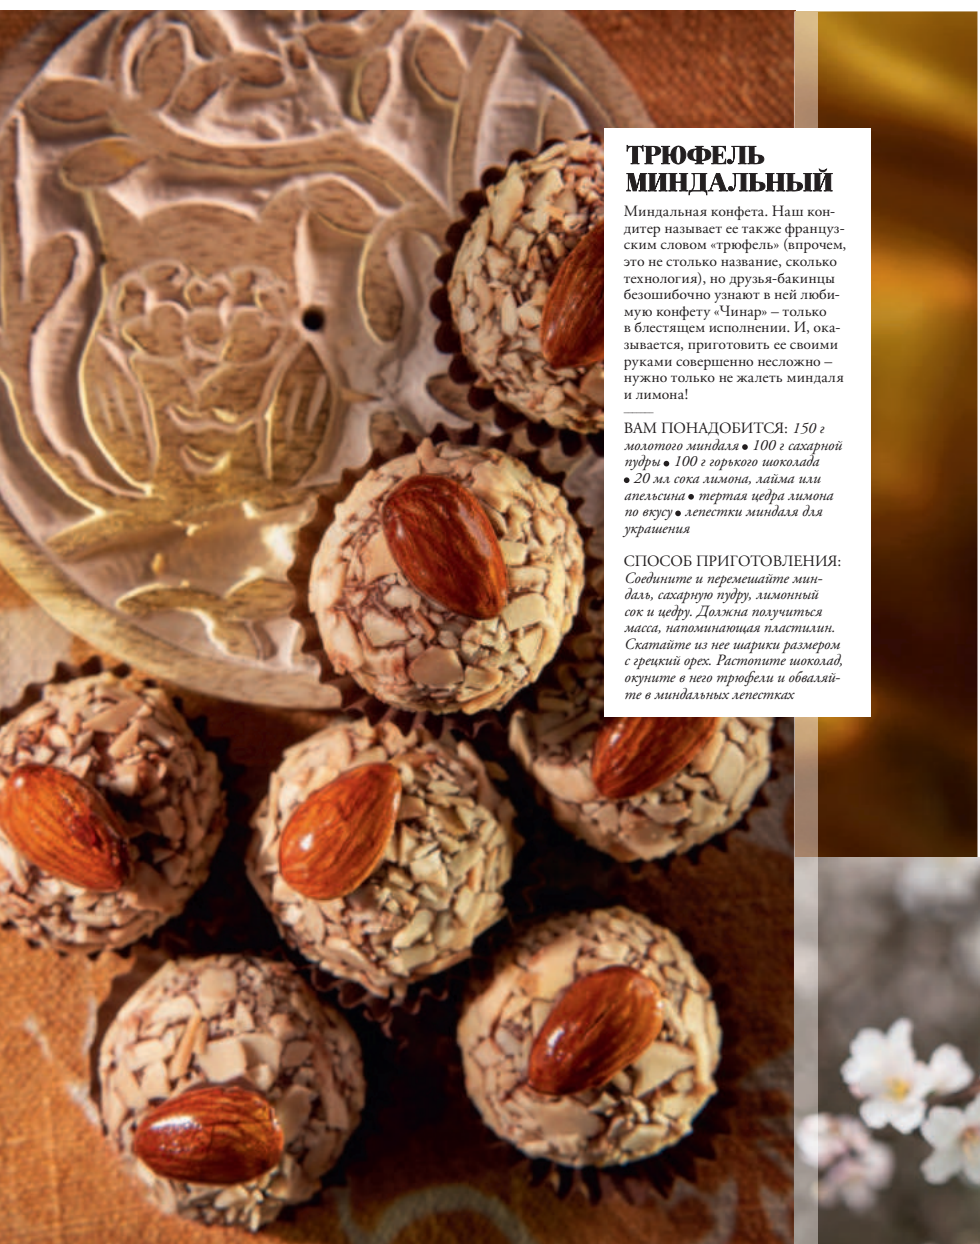 ТРЮФЕЛЬ
МИНДАЛЬНЫЙ
Миндальная конфета. Наш кон-
дитер называет ее также француз-
ским словом «трюфель» (впрочем,
это не столько название, сколько
технология), но друзья-бакинцы
безошибочно узнают в ней люби-
мую конфету «Чинар» – только
в блестящем исполнении. И, ока-
зывается, приготовить ее своими
руками совершенно несложно –
нужно только не жалеть миндаля
и лимона!
ВАМ ПОНАДОБИТСЯ: 150 г
молотого миндаля • 100 г сахарной
пудры • 100 г горького шоколада
• 20 мл сока лимона, лайма или
апельсина • тертая цедра лимона
по вкусу • лепестки миндаля для
украшения
СПОСОБ ПРИГОТОВЛЕНИЯ:
Соедините и перемешайте мин-
даль, сахарную пудру, лимонный
сок и цедру. Должна получиться
масса, напоминающая пластилин.
Скатайте из нее шарики размером
с грецкий орех. Растопите шоколад,
окуните в него трюфели и обваляй-
те в миндальных лепестках